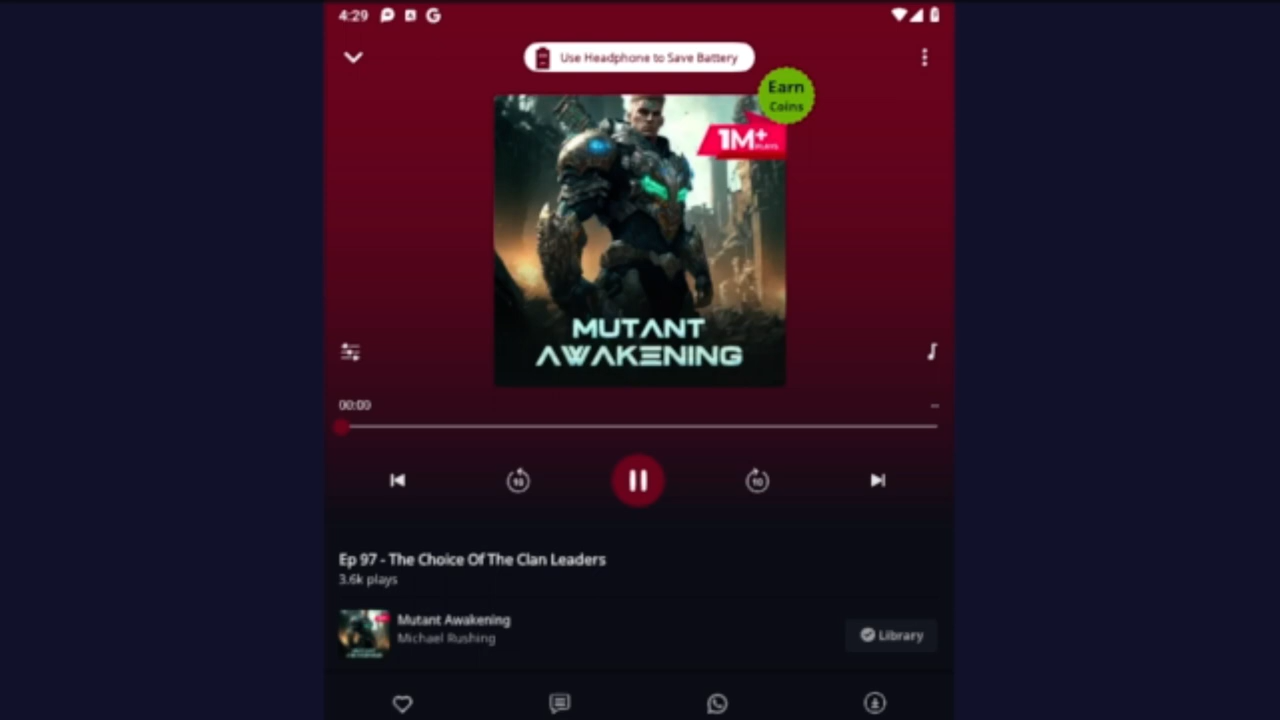 4:29
Use Headphone to Save Battery
Earn
Coins
1M+
PLAYS
MUTANT
AWAKENING
00:00
--
10
10
Ep 97 - The Choice Of The Clan Leaders
3.6k plays
Mutant Awakening
Michael Rushing
Library